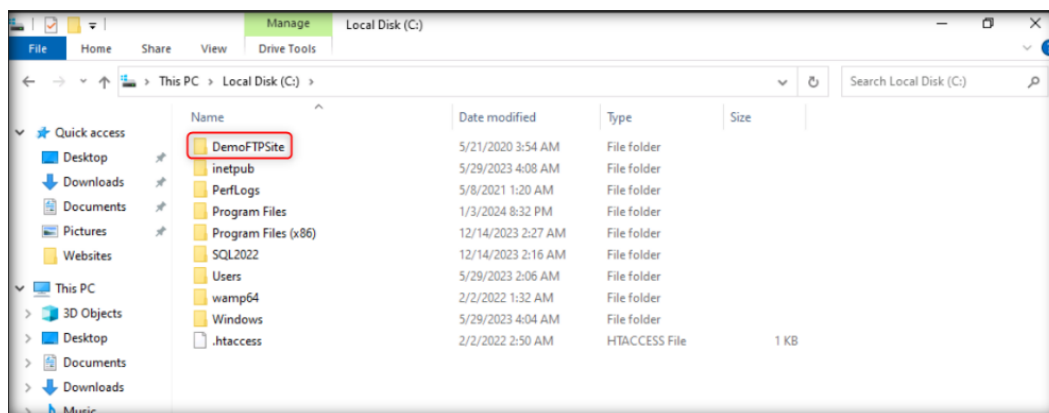 Manage Local Disk (C:)
File Home Share View Drive Tools
This PC > Local Disk (C:) >
Search Local Disk (C:)
Name Date modified Type Size
Quick access
Desktop
Downloads
Documents
Pictures
Websites
This PC
3D Objects
Desktop
Documents
Downloads
Music
DemoFTPSite 5/21/2020 3:54 AM File folder
inetpub 5/29/2023 4:08 AM File folder
PerfLogs 5/8/2021 1:20 AM File folder
Program Files 1/3/2024 8:32 PM File folder
Program Files (x86) 12/14/2023 2:27 AM File folder
SQL2022 12/14/2023 2:16 AM File folder
Users 5/29/2023 2:06 AM File folder
wamp64 2/2/2022 1:32 AM File folder
Windows 5/29/2023 4:04 AM File folder
.htaccess 2/2/2022 2:50 AM HTACCESS File 1 KB